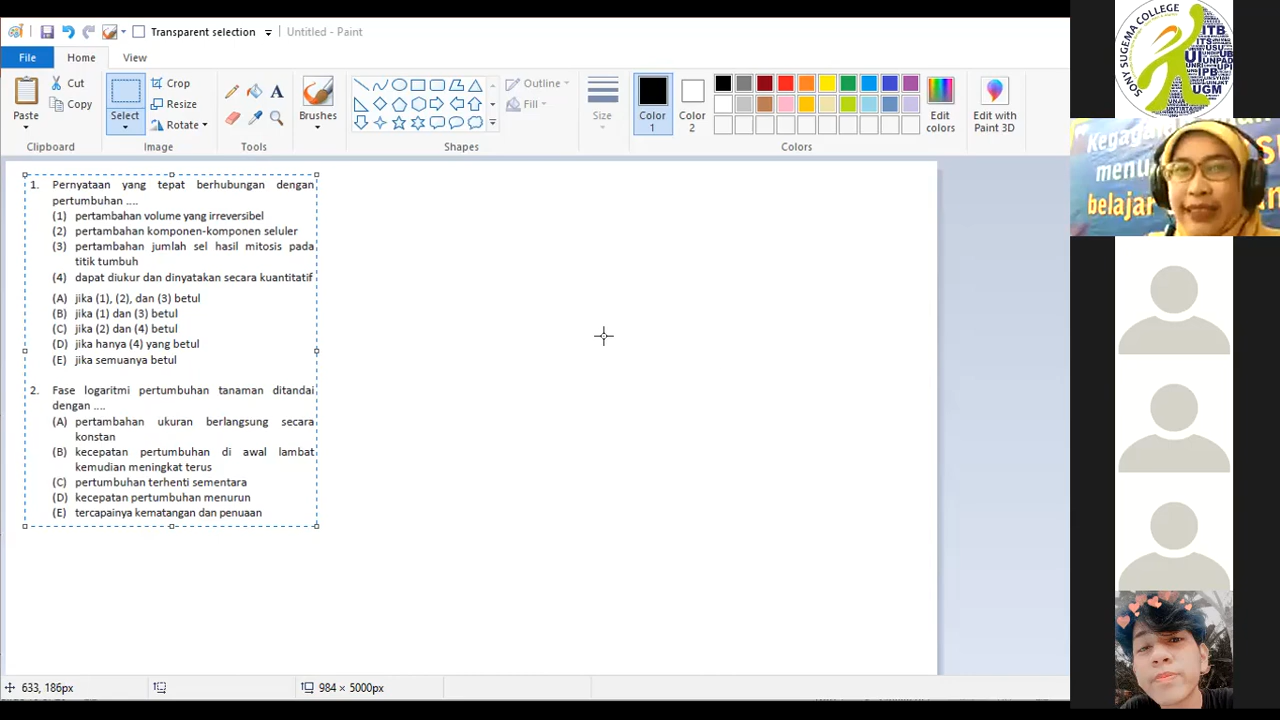 Transparent selection
Untitled - Paint
File
Home
View
Paste
Cut
Copy
Clipboard
Select
Crop
Resize
Rotate
Image
Tools
Brushes
Shapes
Outline
Fill
Size
Color 1
Color 2
Edit colors
Colors
Edit with Paint 3D
1. Pernyataan yang tepat berhubungan dengan
pertumbuhan ....
(1) pertambahan volume yang irreversibel
(2) pertambahan komponen-komponen seluler
(3) pertambahan jumlah sel hasil mitosis pada
titik tumbuh
(4) dapat diukur dan dinyatakan secara kuantitatif
(A) jika (1), (2), dan (3) betul
(B) jika (1) dan (3) betul
(C) jika (2) dan (4) betul
(D) jika hanya (4) yang betul
(E) jika semuanya betul
2. Fase logaritmi pertumbuhan tanaman ditandai
dengan ....
(A) pertambahan ukuran berlangsung secara
konstan
(B) kecepatan pertumbuhan di awal lambat
kemudian meningkat terus
(C) pertumbuhan terhenti sementara
(D) kecepatan pertumbuhan menurun
(E) tercapainya kematangan dan penuaan
633, 186px
984 × 5000px
SONY SUGEMA COLLEGE
ITB
ITS
USU
UI
UB
UNPAD
IPB
UGM
menu
belajar